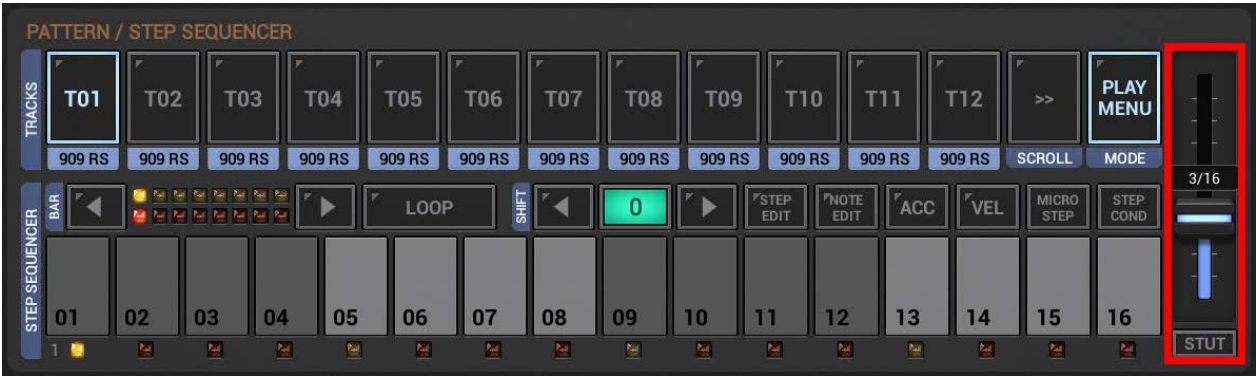 PATTERN / STEP SEQUENCER
TRACKS
T01 T02 T03 T04 T05 T06 T07 T08 T09 T10 T11 T12 >> PLAY MENU
909 RS 909 RS 909 RS 909 RS 909 RS 909 RS 909 RS 909 RS 909 RS 909 RS 909 RS 909 RS SCROLL MODE
3/16
STEP SEQUENCER
BAR LOOP SHIFT 0 STEP EDIT NOTE EDIT ACC VEL MICRO STEP STEP COND
01 02 03 04 05 06 07 08 09 10 11 12 13 14 15 16
1
STUT